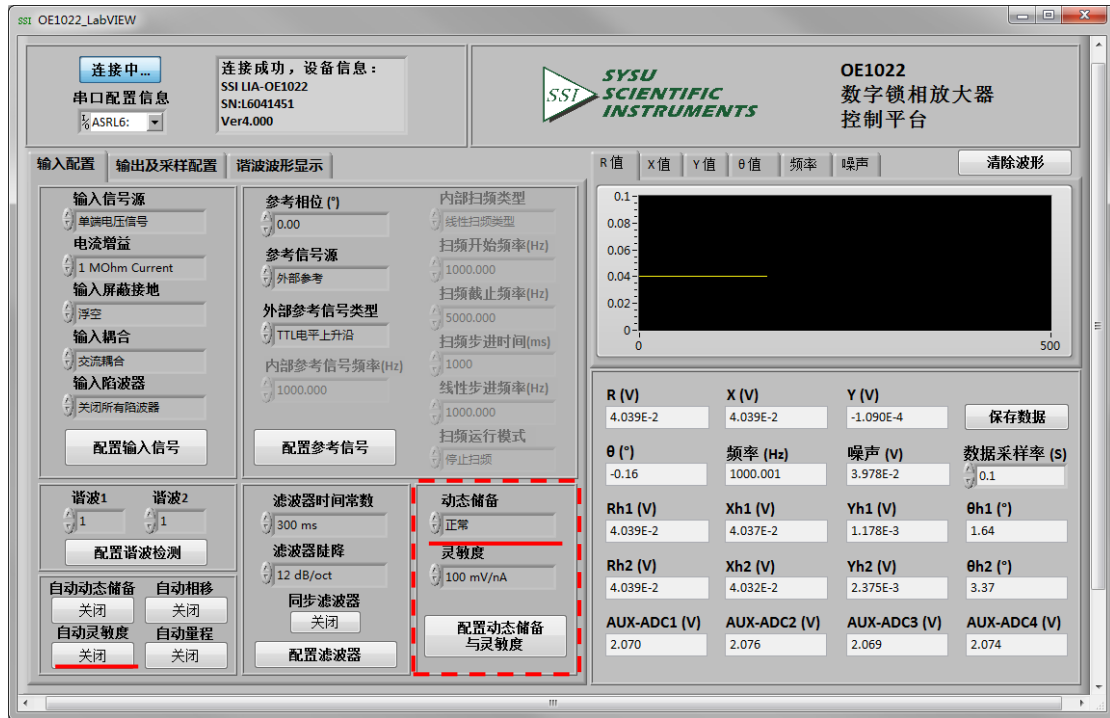 SSI OE1022_LabVIEW
连接中...
串口配置信息
ASRL6:
连接成功，设备信息：
SSI LIA-OE1022
SN:L6041451
Ver4.000
SSI
SYSU
SCIENTIFIC
INSTRUMENTS
OE1022
数字锁相放大器
控制平台
输入配置 输出及采样配置 谐波波形显示
输入信号源
单端电压信号
电流增益
1 MOhm Current
输入屏蔽接地
浮空
输入耦合
交流耦合
输入陷波器
关闭所有陷波器
配置输入信号
参考相位 (°)
0.00
参考信号源
外部参考
外部参考信号类型
TTL电平上升沿
内部参考信号频率(Hz)
1000.000
配置参考信号
内部扫频类型
线性扫频类型
扫频开始频率(Hz)
1000.000
扫频截止频率(Hz)
5000.000
扫频步进时间(ms)
1000
线性步进频率(Hz)
1000.000
扫频运行模式
停止扫频
谐波1 谐波2
1 1
配置谐波检测
自动动态储备 自动相移
关闭 关闭
自动灵敏度 自动量程
关闭 关闭
滤波器时间常数
300 ms
滤波器陡降
12 dB/oct
同步滤波器
关闭
配置滤波器
动态储备
正常
灵敏度
100 mV/nA
配置动态储备
与灵敏度
R值 X值 Y值 θ值 频率 噪声
清除波形
0.1
0.08
0.06
0.04
0.02
0
0 500
R (V) X (V) Y (V)
4.039E-2 4.039E-2 -1.090E-4 保存数据
θ (°) 频率 (Hz) 噪声 (V) 数据采样率 (S)
-0.16 1000.001 3.978E-2 0.1
Rh1 (V) Xh1 (V) Yh1 (V) θh1 (°)
4.039E-2 4.037E-2 1.178E-3 1.64
Rh2 (V) Xh2 (V) Yh2 (V) θh2 (°)
4.039E-2 4.032E-2 2.375E-3 3.37
AUX-ADC1 (V) AUX-ADC2 (V) AUX-ADC3 (V) AUX-ADC4 (V)
2.070 2.076 2.069 2.074